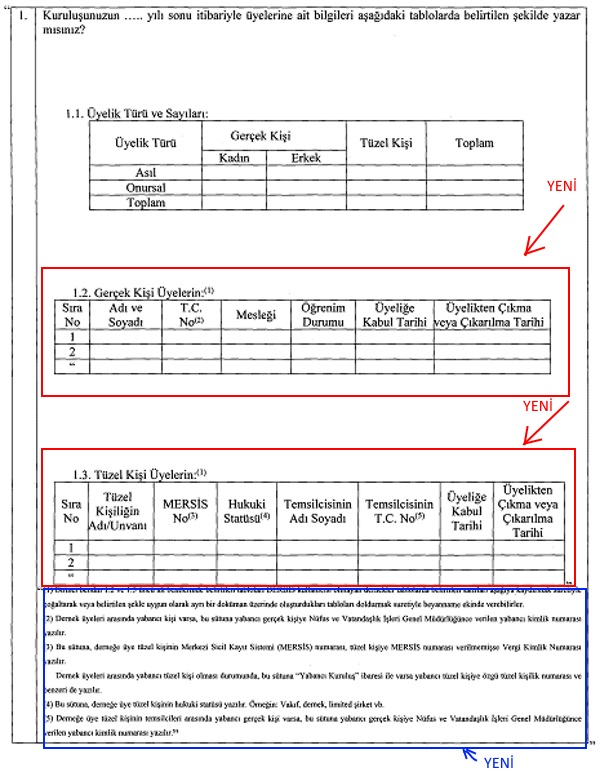 “
1. Kuruluşunuzun ..... yılı sonu itibariyle üyelerine ait bilgileri aşağıdaki tablolarda belirtilen şekilde yazar
mısınız?
1.1. Üyelik Türü ve Sayıları:
Üyelik Türü Gerçek Kişi Tüzel Kişi Toplam
Kadın Erkek
Asıl
Onursal
Toplam
YENİ
1.2. Gerçek Kişi Üyelerin:(1)
Sıra No Adı ve Soyadı T.C. No(2) Mesleği Öğrenim Durumu Üyeliğe Kabul Tarihi Üyelikten Çıkma veya Çıkarılma Tarihi
1
2
“
YENİ
1.3. Tüzel Kişi Üyelerin:(1)
Sıra No Tüzel Kişiliğin Adı/Unvanı MERSİS No(3) Hukuki Statüsü(4) Temsilcisinin Adı Soyadı Temsilcisinin T.C. No(5) Üyeliğe Kabul Tarihi Üyelikten Çıkma veya Çıkarılma Tarihi
1
2
“
çoğaltarak veya belirtilen şekle uygun olarak ayrı bir doküman üzerinde oluşturdukları tabloları doldurmak suretiyle beyanname ekinde verebilirler.
(2) Dernek üyeleri arasında yabancı kişi varsa, bu sütuna yabancı gerçek kişiye Nüfus ve Vatandaşlık İşleri Genel Müdürlüğünce verilen yabancı kimlik numarası
yazılır.
(3) Bu sütuna, derneğe üye tüzel kişinin Merkezi Sicil Kayıt Sistemi (MERSİS) numarası, tüzel kişiye MERSİS numarası verilmemişse Vergi Kimlik Numarası
yazılır.
Dernek üyeleri arasında yabancı tüzel kişi olması durumunda, bu sütuna “Yabancı Kuruluş” ibaresi ile varsa yabancı tüzel kişiye özgü tüzel kişilik numarası ve
benzeri de yazılır.
(4) Bu sütuna, derneğe üye tüzel kişinin hukuki statüsü yazılır. Örneğin: Vakıf, dernek, limited şirket vb.
(5) Derneğe üye tüzel kişinin temsilcileri arasında yabancı gerçek kişi varsa, bu sütuna yabancı gerçek kişiye Nüfus ve Vatandaşlık İşleri Genel Müdürlüğünce
verilen yabancı kimlik numarası yazılır.”
”
YENİ